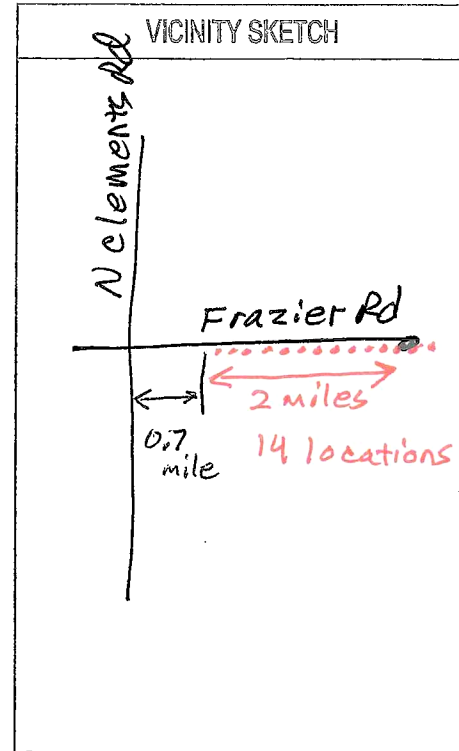 VICINITY SKETCH
N Clements Rd
Frazier Rd
2 miles
0.7
mile
14 locations